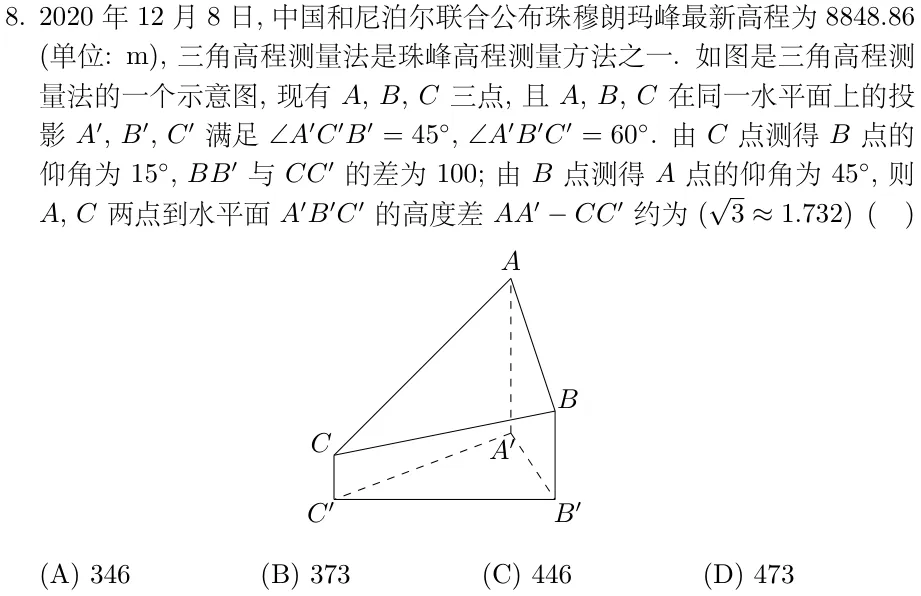 8. 2020 年 12 月 8 日, 中国和尼泊尔联合公布珠穆朗玛峰最新高程为 8848.86
(单位: m), 三角高程测量法是珠峰高程测量方法之一. 如图是三角高程测
量法的一个示意图, 现有 A, B, C 三点, 且 A, B, C 在同一水平面上的投
影 A′, B′, C′ 满足 ∠A′C′B′ = 45°, ∠A′B′C′ = 60°. 由 C 点测得 B 点的
仰角为 15°, BB′ 与 CC′ 的差为 100; 由 B 点测得 A 点的仰角为 45°, 则
A, C 两点到水平面 A′B′C′ 的高度差 AA′ − CC′ 约为 (√3 ≈ 1.732) ( )
A
B
C
A′
C′
B′
(A) 346 (B) 373 (C) 446 (D) 473